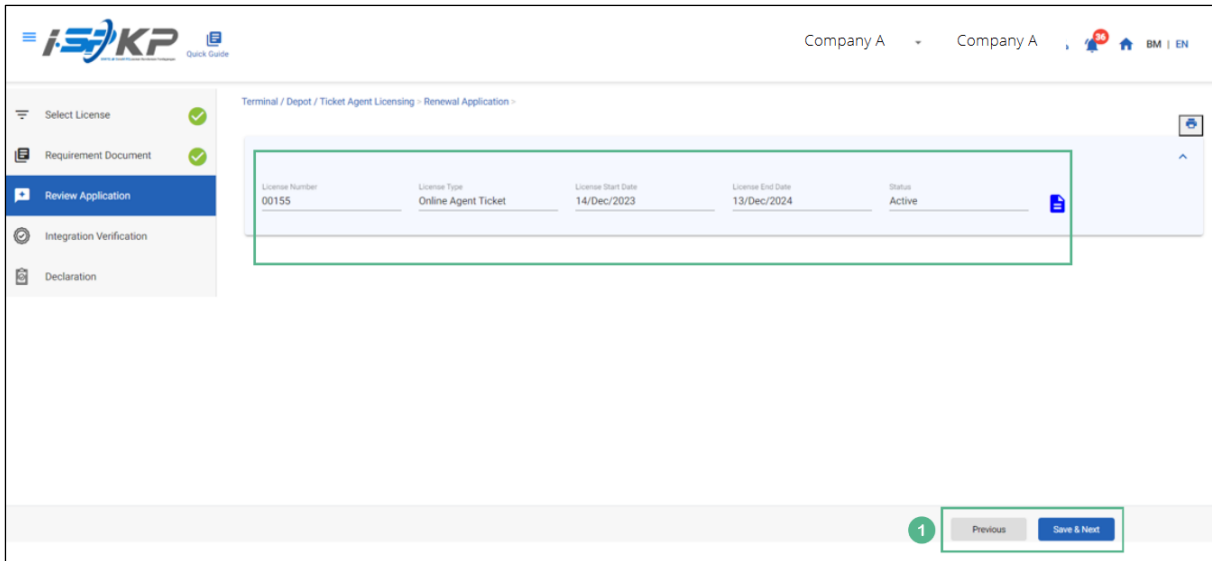 i-SPKP
Quick Guide
Company A
Company A
36
BM | EN
Select License
Requirement Document
Review Application
Integration Verification
Declaration
Terminal / Depot / Ticket Agent Licensing > Renewal Application >
License Number
00155
License Type
Online Agent Ticket
License Start Date
14/Dec/2023
License End Date
13/Dec/2024
Status
Active
1
Previous
Save & Next